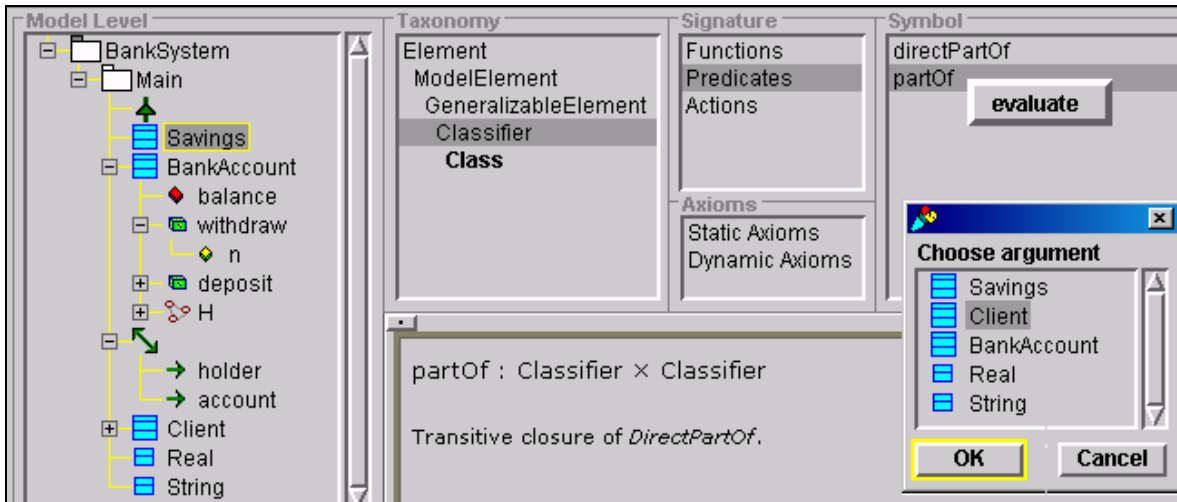 Model Level
BankSystem
Main
Savings
BankAccount
balance
withdraw
n
deposit
H
holder
account
Client
Real
String
Taxonomy
Element
ModelElement
GeneralizableElement
Classifier
Class
Signature
Functions
Predicates
Actions
Axioms
Static Axioms
Dynamic Axioms
Symbol
directPartOf
partOf
evaluate
partOf : Classifier × Classifier
Transitive closure of DirectPartOf.
Choose argument
Savings
Client
BankAccount
Real
String
OK Cancel